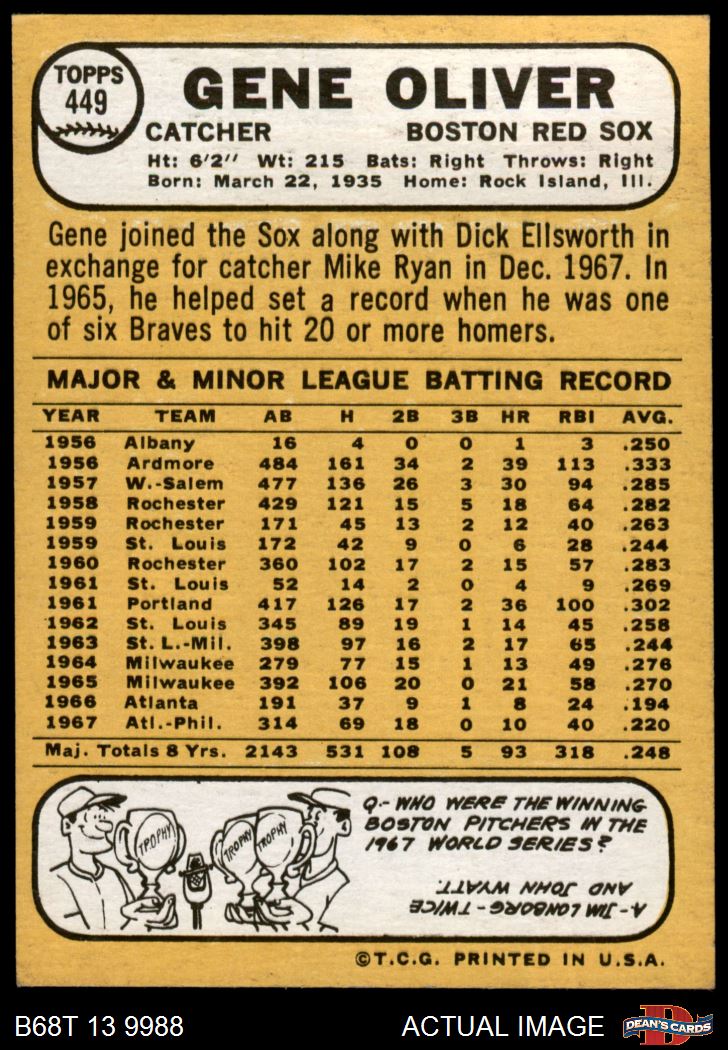 TOPPS
449
GENE OLIVER
CATCHER BOSTON RED SOX
Ht: 6'2" Wt: 215 Bats: Right Throws: Right
Born: March 22, 1935 Home: Rock Island, Ill.
Gene joined the Sox along with Dick Ellsworth in
exchange for catcher Mike Ryan in Dec. 1967. In
1965, he helped set a record when he was one
of six Braves to hit 20 or more homers.
MAJOR & MINOR LEAGUE BATTING RECORD
YEAR TEAM AB H 2B 3B HR RBI AVG.
1956 Albany 16 4 0 0 1 3 .250
1956 Ardmore 484 161 34 2 39 113 .333
1957 W.-Salem 477 136 26 3 30 94 .285
1958 Rochester 429 121 15 5 18 64 .282
1959 Rochester 171 45 13 2 12 40 .263
1959 St. Louis 172 42 9 0 6 28 .244
1960 Rochester 360 102 17 2 15 57 .283
1961 St. Louis 52 14 2 0 4 9 .269
1961 Portland 417 126 17 2 36 100 .302
1962 St. Louis 345 89 19 1 14 45 .258
1963 St. L.-Mil. 398 97 16 2 17 65 .244
1964 Milwaukee 279 77 15 1 13 49 .276
1965 Milwaukee 392 106 20 0 21 58 .270
1966 Atlanta 191 37 9 1 8 24 .194
1967 Atl.-Phil. 314 69 18 0 10 40 .220
Maj. Totals 8 Yrs. 2143 531 108 5 93 318 .248
TROPHY TROPHY TROPHY
Q.- WHO WERE THE WINNING
BOSTON PITCHERS IN THE
1967 WORLD SERIES?
A.- JIM LONBORG - TWICE
AND JOHN WYATT.
©T.C.G. PRINTED IN U.S.A.
B68T 13 9988 ACTUAL IMAGE D DEAN'S CARDS